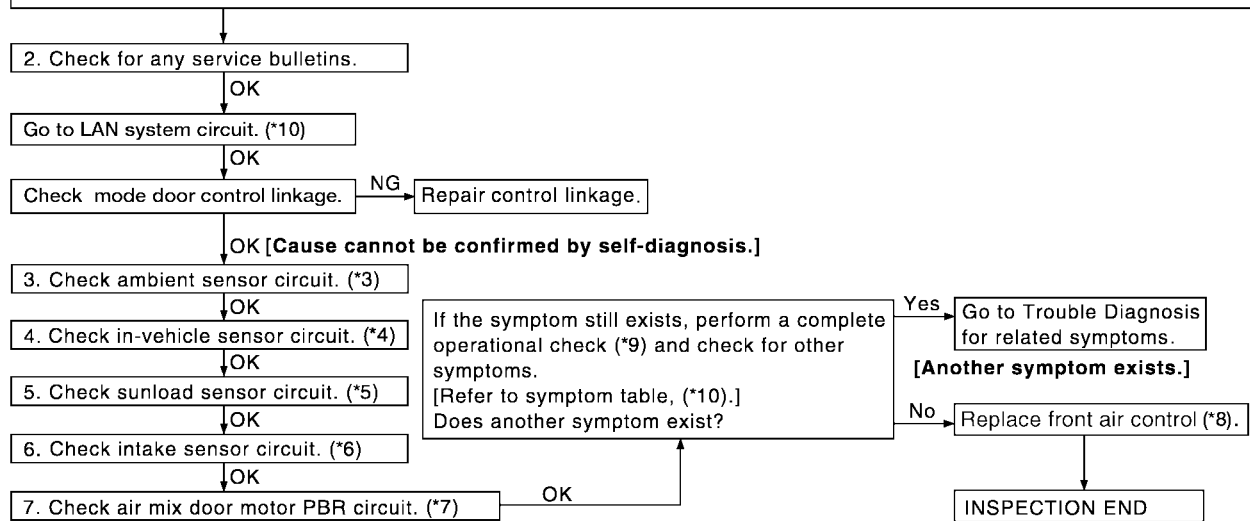 2. Check for any service bulletins.
OK
Go to LAN system circuit. (*10)
OK
Check mode door control linkage.
NG
Repair control linkage.
OK [Cause cannot be confirmed by self-diagnosis.]
3. Check ambient sensor circuit. (*3)
OK
4. Check in-vehicle sensor circuit. (*4)
OK
5. Check sunload sensor circuit. (*5)
OK
6. Check intake sensor circuit. (*6)
OK
7. Check air mix door motor PBR circuit. (*7)
OK
If the symptom still exists, perform a complete
operational check (*9) and check for other
symptoms.
[Refer to symptom table, (*10).]
Does another symptom exist?
Yes
Go to Trouble Diagnosis
for related symptoms.
[Another symptom exists.]
No
Replace front air control (*8).
INSPECTION END